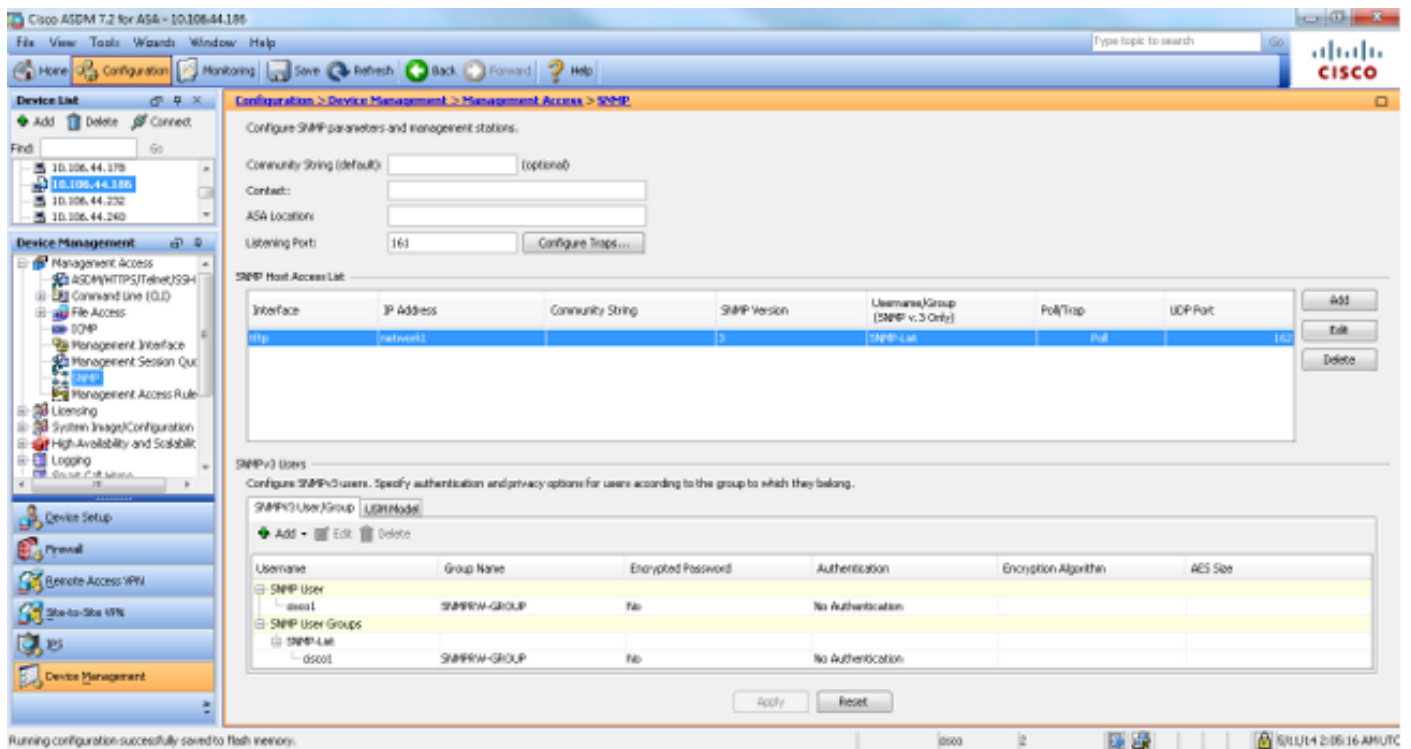 Cisco ASDM 7.2 for ASA - 10.106.44.186
File View Tools Wizards Window Help
Type topic to search Go
Home Configuration Monitoring Save Refresh Back Forward Help
CISCO
Device List
Add Delete Connect
Find: Go
10.106.44.178
10.106.44.186
10.106.44.232
10.106.44.240
Device Management
Management Access
ASDM/HTTPS/Telnet/SSH
Command Line (CLI)
File Access
ICMP
Management Interface
Management Session Quo
SNMP
Management Access Rule
Licensing
System Image/Configuration
High Availability and Scalabilit
Logging
Device Setup
Firewall
Remote Access VPN
Site-to-Site VPN
IPS
Device Management
Configuration > Device Management > Management Access > SNMP
Configure SNMP parameters and management stations.
Community String (default): (optional)
Contact:
ASA Location:
Listening Port: 161 Configure Traps...
SNMP Host Access List
Interface IP Address Community String SNMP Version Username/Group (SNMP v.3 Only) Poll/Trap UDP Port
tftp network1 3 SNMP-List Poll 162
Add
Edit
Delete
SNMPv3 Users
Configure SNMPv3 users. Specify authentication and privacy options for users according to the group to which they belong.
SNMPV3 User/Group USM Model
Add Edit Delete
Username Group Name Encrypted Password Authentication Encryption Algorithm AES Size
SNMP User
cisco1 SNMPRW-GROUP No No Authentication
SNMP User Groups
SNMP-List
cisco1 SNMPRW-GROUP No No Authentication
Apply Reset
Running configuration successfully saved to flash memory.
cisco 2 5/11/14 2:05:16 AM UTC